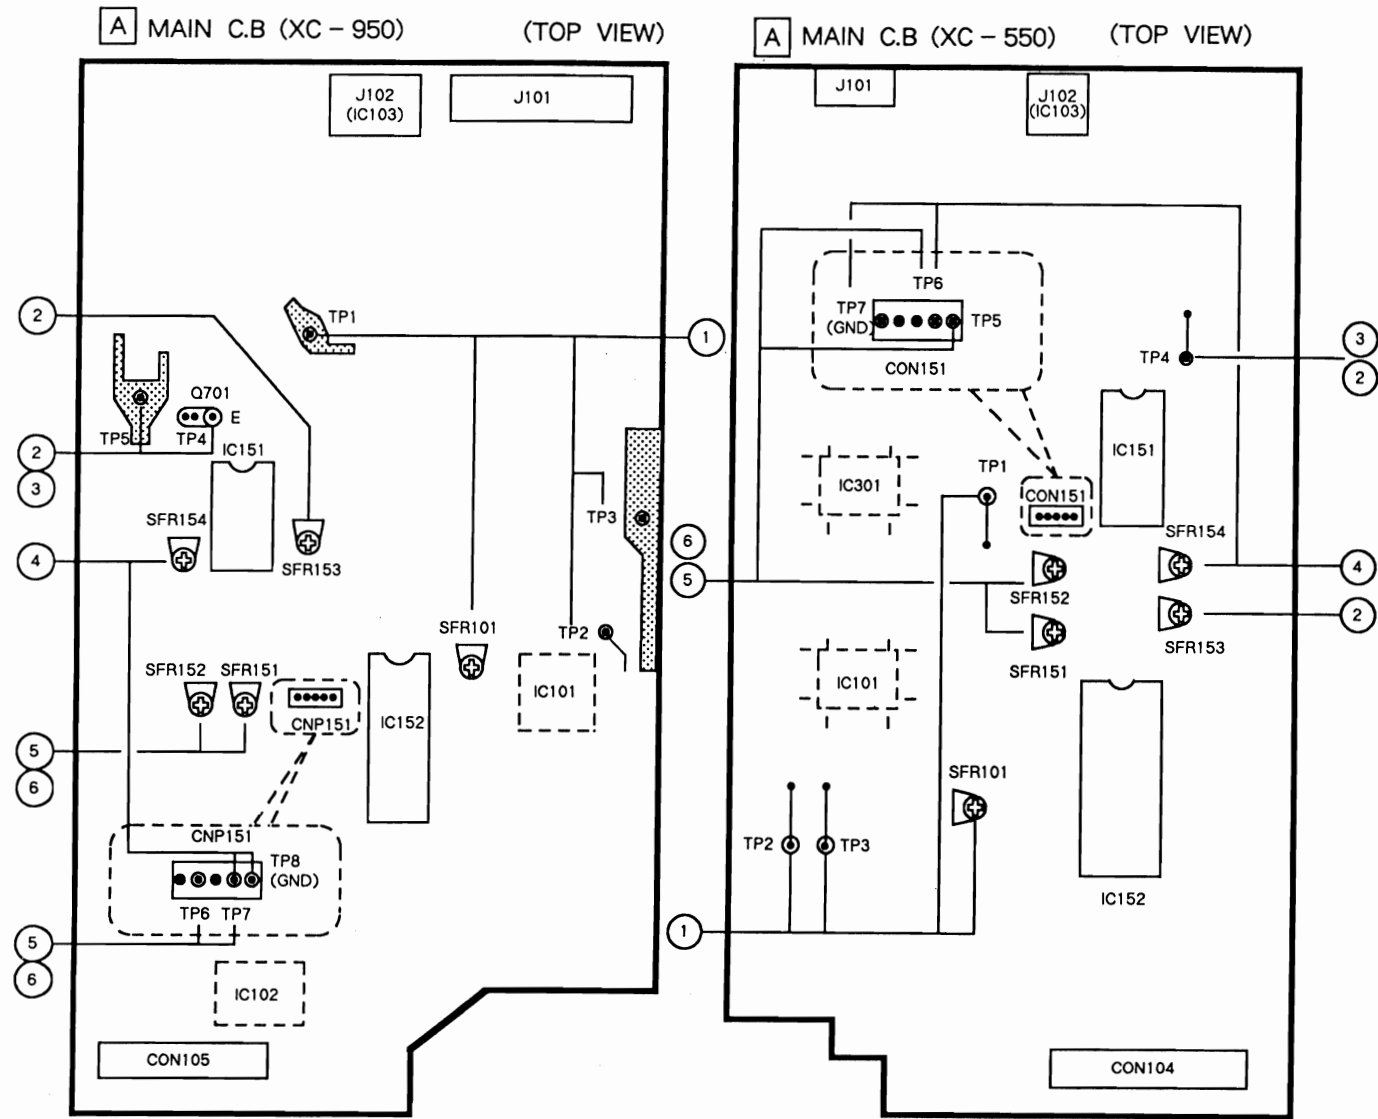 A MAIN C.B (XC - 950) (TOP VIEW)
J102
(IC103)
J101
2
TP1
1
Q701
E
TP5
TP4
2
3
IC151
SFR154
SFR153
4
TP3
TP2
SFR101
SFR152 SFR151
CNP151
IC152
IC101
5
6
CNP151
TP8
(GND)
TP6 TP7
5
6
IC102
CON105
A MAIN C.B (XC - 550) (TOP VIEW)
J101
J102
(IC103)
TP6
TP7
(GND)
TP5
CON151
TP4
3
2
IC151
IC301
TP1
CON151
SFR154
6
5
4
SFR152
2
SFR153
SFR151
IC101
SFR101
TP2
TP3
IC152
1
CON104